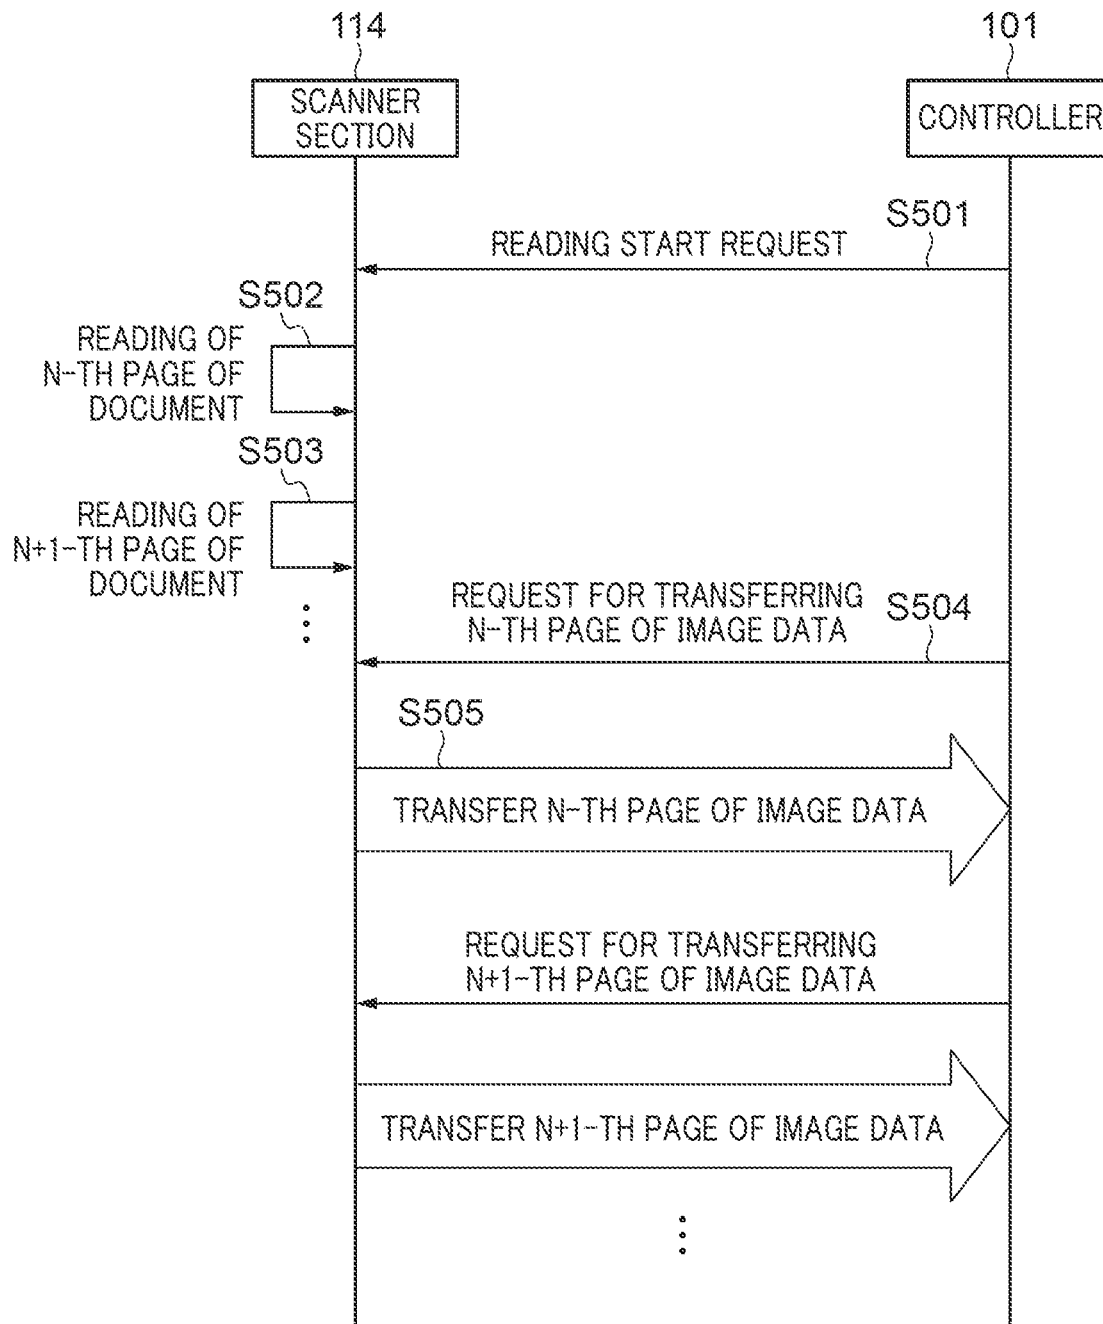 114
101
SCANNER
SECTION
CONTROLLER
S501
READING START REQUEST
S502
READING OF
N-TH PAGE OF
DOCUMENT
S503
READING OF
N+1-TH PAGE OF
DOCUMENT
REQUEST FOR TRANSFERRING
N-TH PAGE OF IMAGE DATA
S504
S505
TRANSFER N-TH PAGE OF IMAGE DATA
REQUEST FOR TRANSFERRING
N+1-TH PAGE OF IMAGE DATA
TRANSFER N+1-TH PAGE OF IMAGE DATA